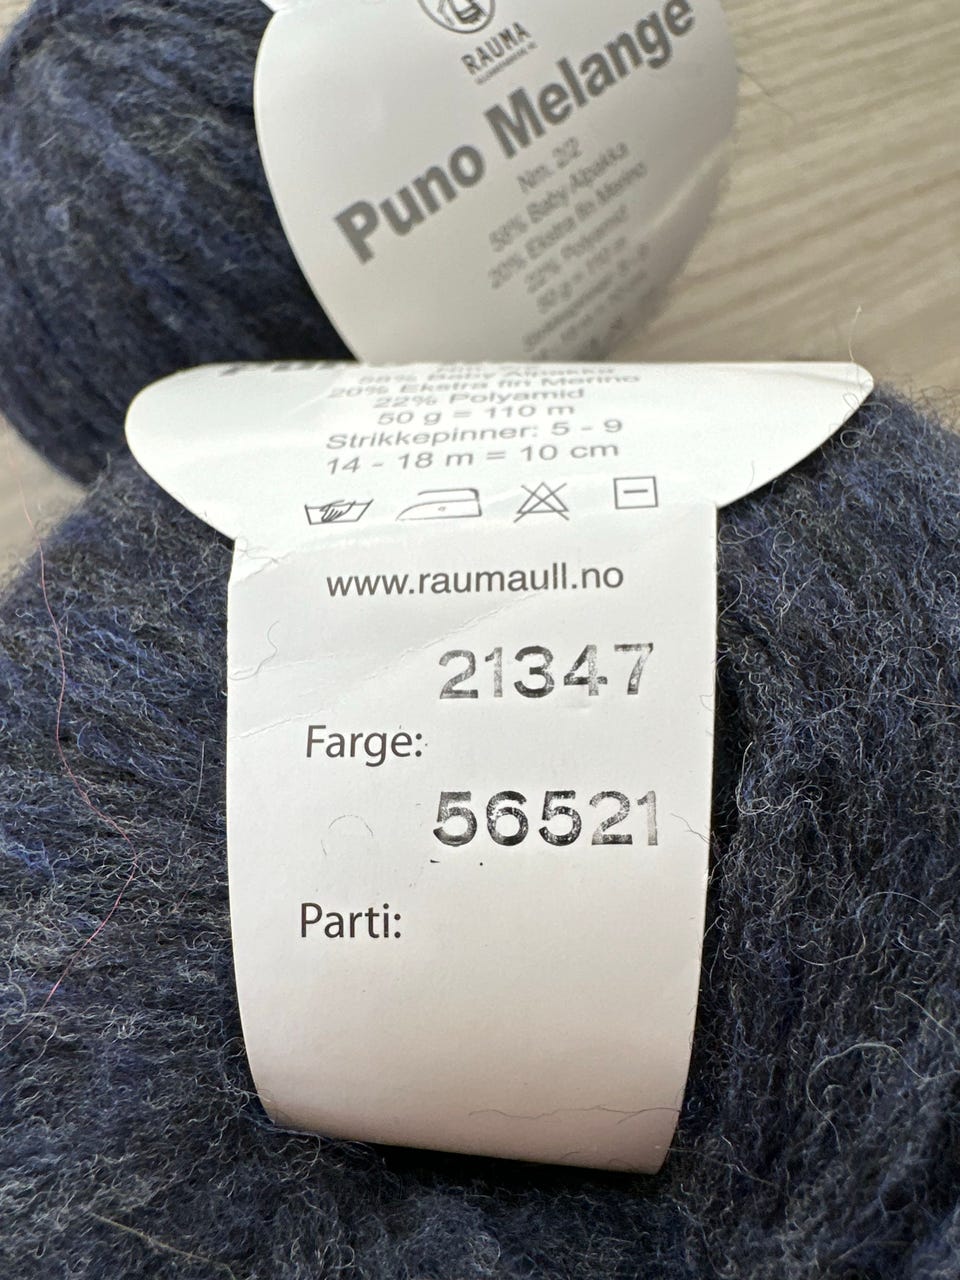 RAUMA
Puno Melange
Nm. 2/2
58% Baby Alpakka
20% Ekstra fin Merino
22% Polyamid
50 g = 110 m
58% Baby Alpakka
20% Ekstra fin Merino
22% Polyamid
50 g = 110 m
Strikkepinner: 5 - 9
14 - 18 m = 10 cm
www.raumaull.no
21347
Farge:
56521
Parti: